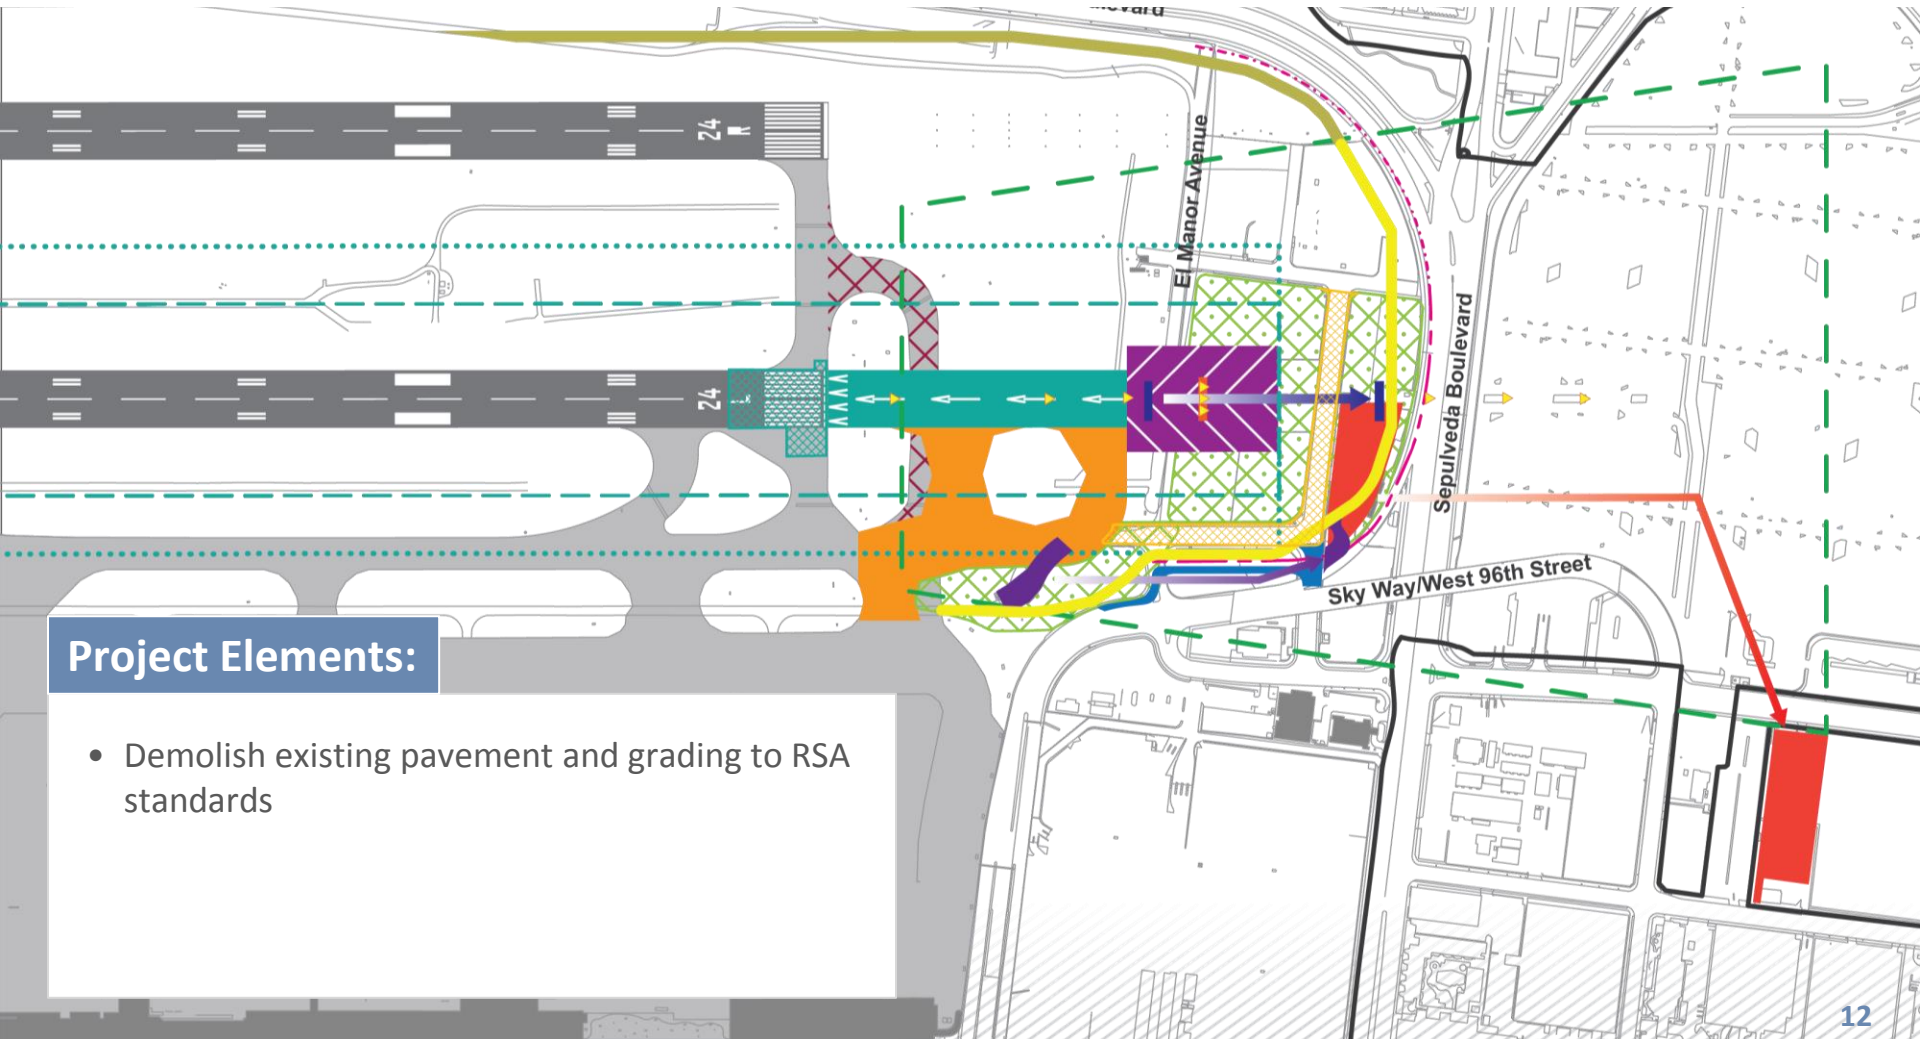 24
R
El Manor Avenue
24
Sepulveda Boulevard
Sky Way/West 96th Street
Project Elements:
• Demolish existing pavement and grading to RSA
standards
12